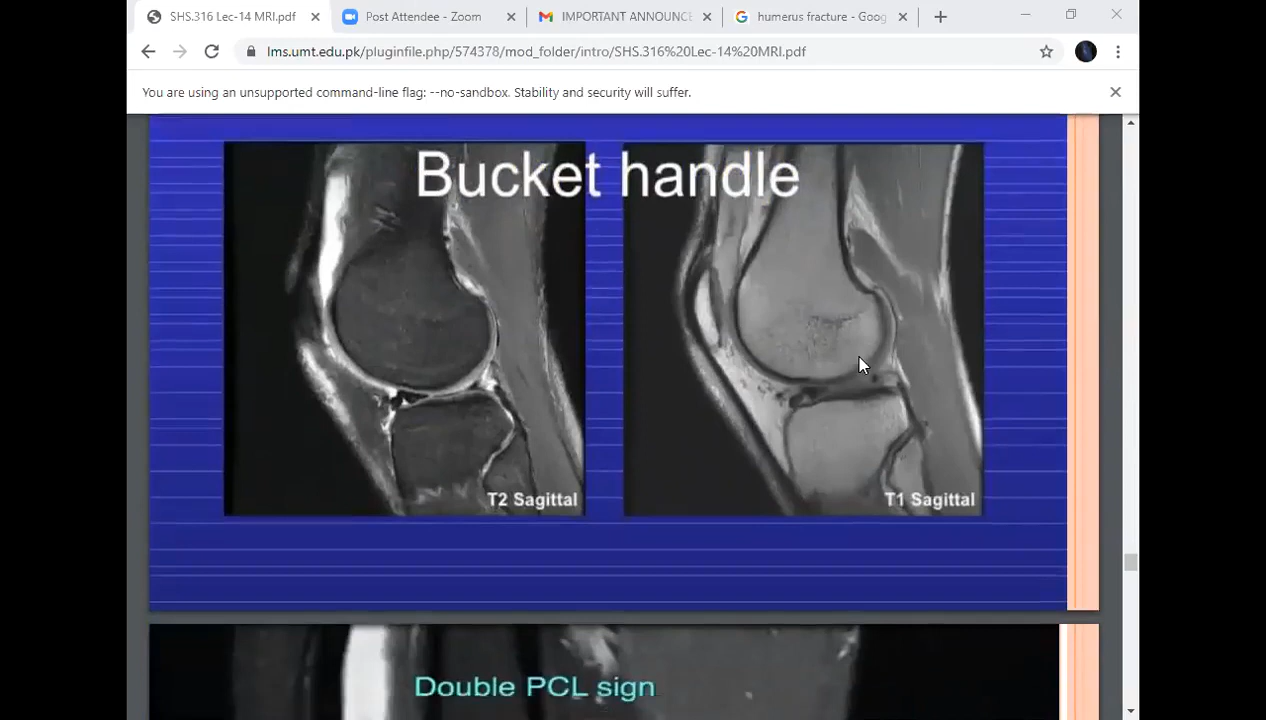 SHS.316 Lec-14 MRI.pdf
Post Attendee - Zoom
IMPORTANT ANNOUNC
humerus fracture - Goog
lms.umt.edu.pk/pluginfile.php/574378/mod_folder/intro/SHS.316%20Lec-14%20MRI.pdf
You are using an unsupported command-line flag: --no-sandbox. Stability and security will suffer.
Bucket handle
T2 Sagittal
T1 Sagittal
Double PCL sign